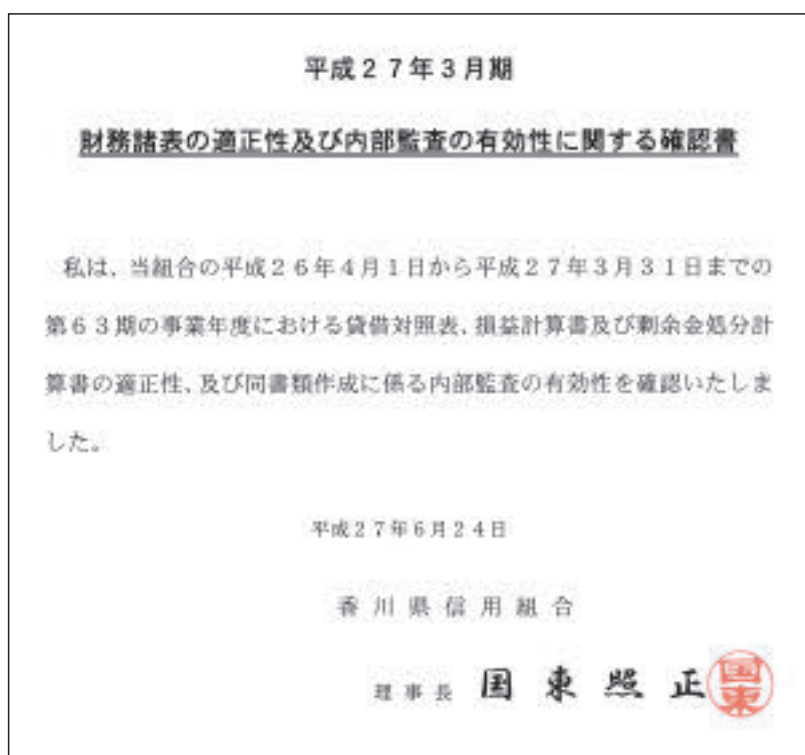 平成２７年３月期
財務諸表の適正性及び内部監査の有効性に関する確認書
私は、当組合の平成２６年４月１日から平成２７年３月３１日までの
第６３期の事業年度における貸借対照表、損益計算書及び剰余金処分計
算書の適正性、及び同書類作成に係る内部監査の有効性を確認いたしま
した。
平成２７年６月２４日
香川県信用組合
理事長 国東照正
国東